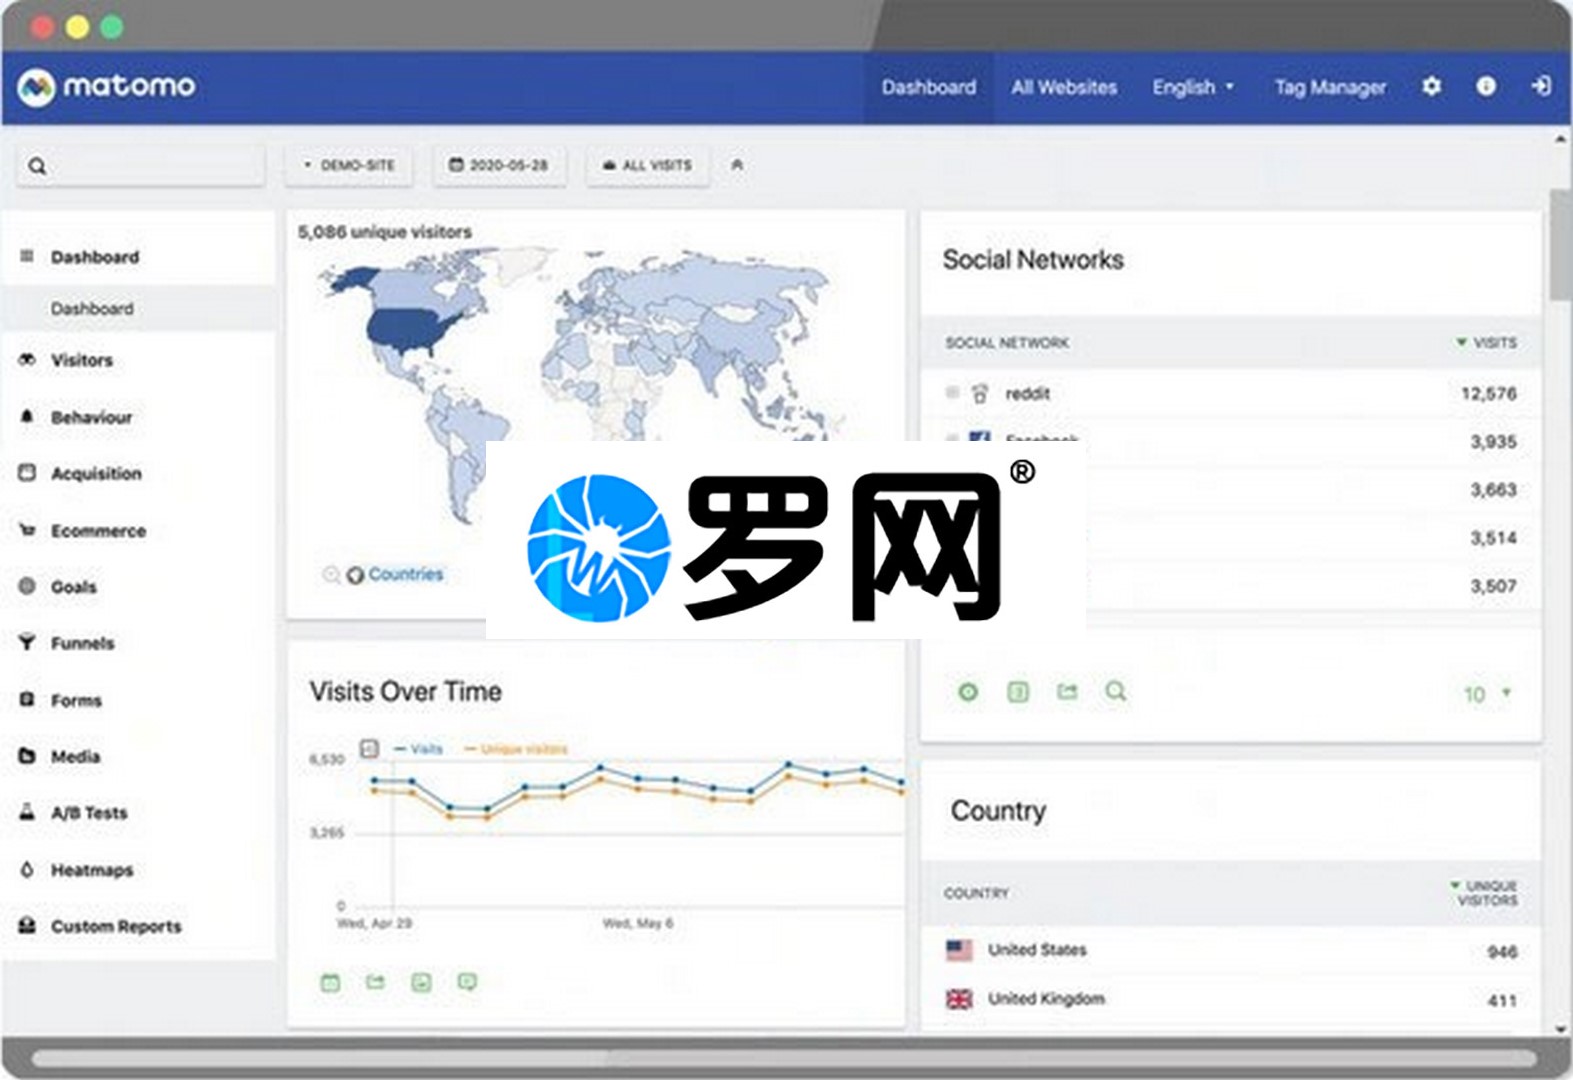 matomo
Dashboard
All Websites
English
Tag Manager
DEMO-SITE
2020-05-28
ALL VISITS
Dashboard
Dashboard
Visitors
Behaviour
Acquisition
Ecommerce
Goals
Funnels
Forms
Media
A/B Tests
Heatmaps
Custom Reports
5,086 unique visitors
Countries
罗网®
Visits Over Time
Visits
Unique visitors
6,530
3,265
0
Wed, Apr 29
Wed, May 6
Social Networks
SOCIAL NETWORK
VISITS
reddit
12,576
Facebook
3,935
3,663
3,514
3,507
10
Country
COUNTRY
UNIQUE
VISITORS
United States
946
United Kingdom
411